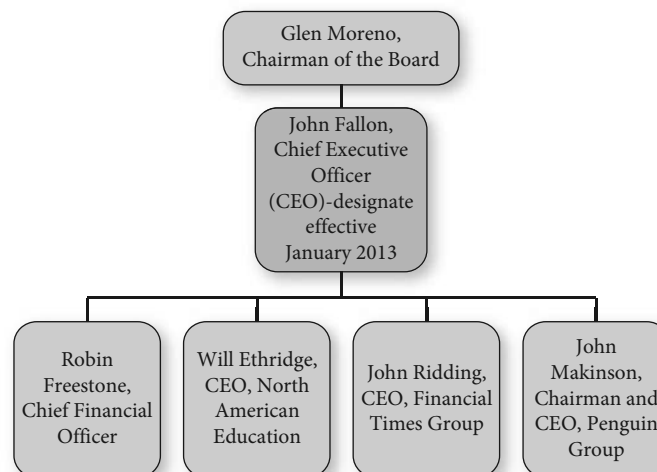 Glen Moreno,
Chairman of the Board
John Fallon,
Chief Executive
Officer
(CEO)-designate
effective
January 2013
Robin
Freestone,
Chief Financial
Officer
Will Ethridge,
CEO, North
American
Education
John Ridding,
CEO, Financial
Times Group
John
Makinson,
Chairman and
CEO, Penguin
Group